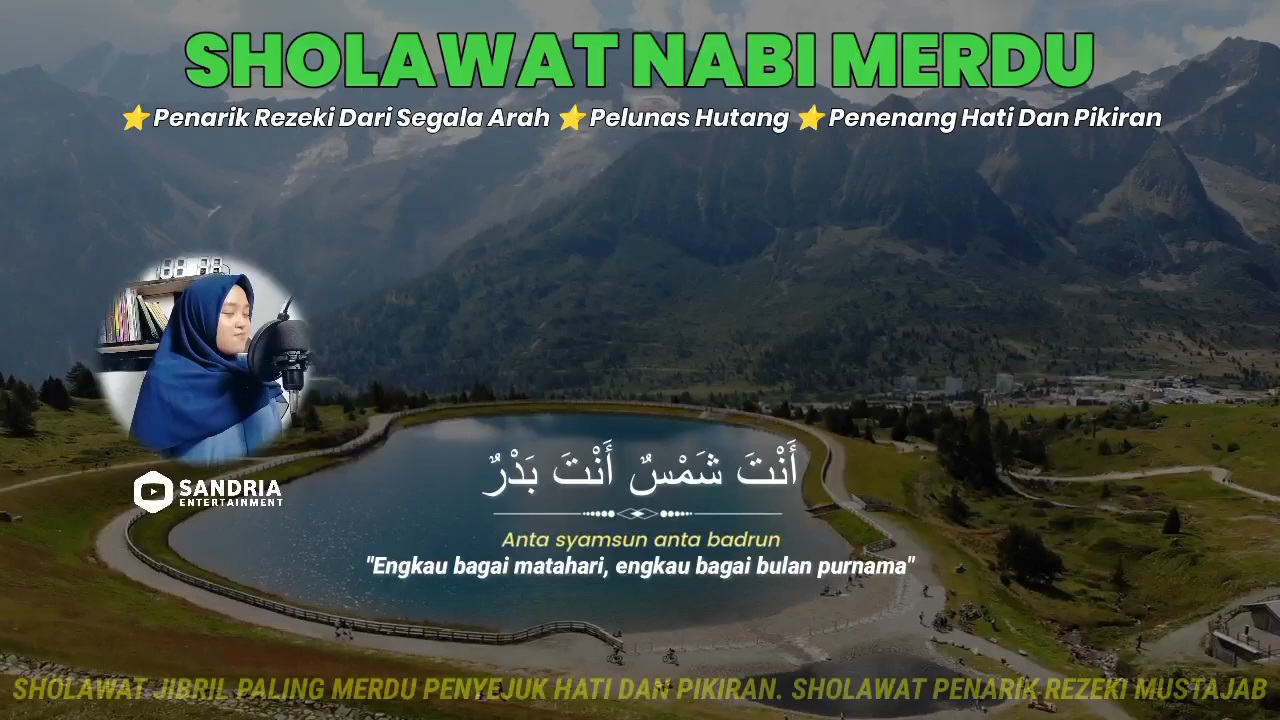 SHOLAWAT NABI MERDU
⭐Penarik Rezeki Dari Segala Arah ⭐Pelunas Hutang ⭐Penenang Hati Dan Pikiran
SANDRIA
ENTERTAINMENT
أَنْتَ شَمْسٌ أَنْتَ بَدْرٌ
Anta syamsun anta badrun
"Engkau bagai matahari, engkau bagai bulan purnama"
SHOLAWAT JIBRIL PALING MERDU PENYEJUK HATI DAN PIKIRAN. SHOLAWAT PENARIK REZEKI MUSTAJAB